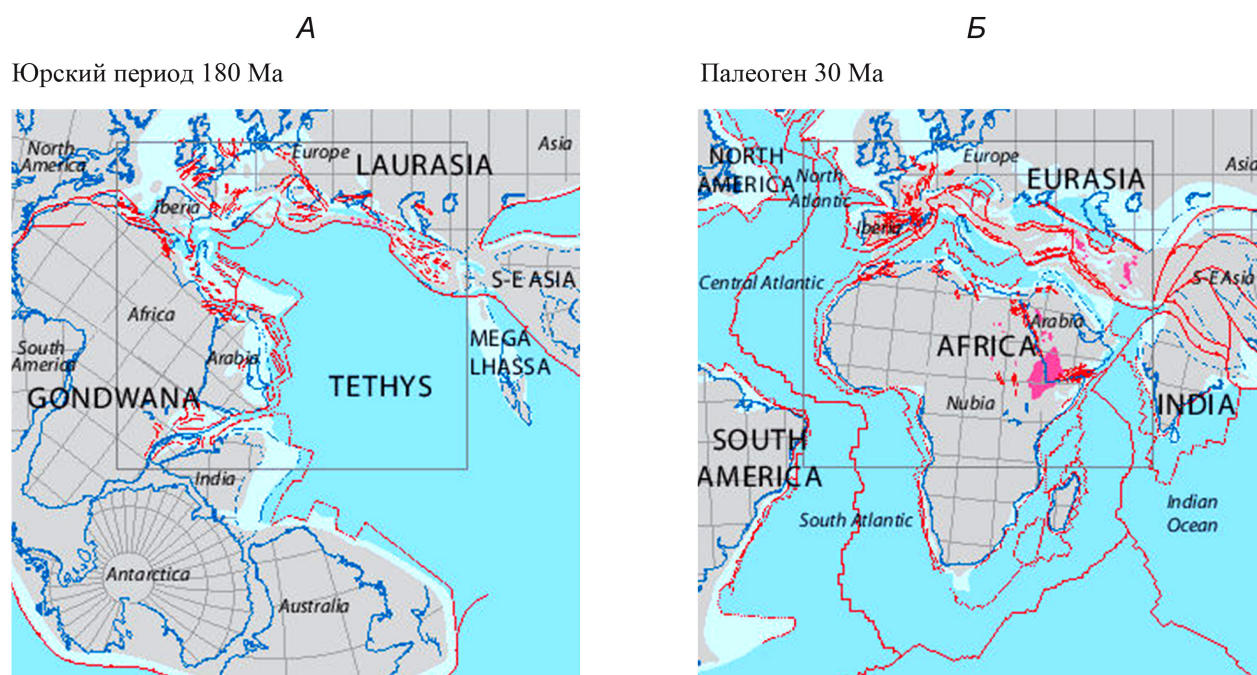 А
Юрский период 180 Ма
North
America
Europe
Asia
LAURASIA
Iberia
S-E ASIA
Africa
MEGA
LHASSA
South
America
Arabia
TETHYS
GONDWANA
India
Antarctica
Australia
Б
Палеоген 30 Ма
NORTH
AMERICA
North
Atlantic
Europe
Asia
EURASIA
Iberia
Central Atlantic
S-E Asia
Arabia
AFRICA
Nubia
INDIA
SOUTH
AMERICA
South Atlantic
Indian
Ocean